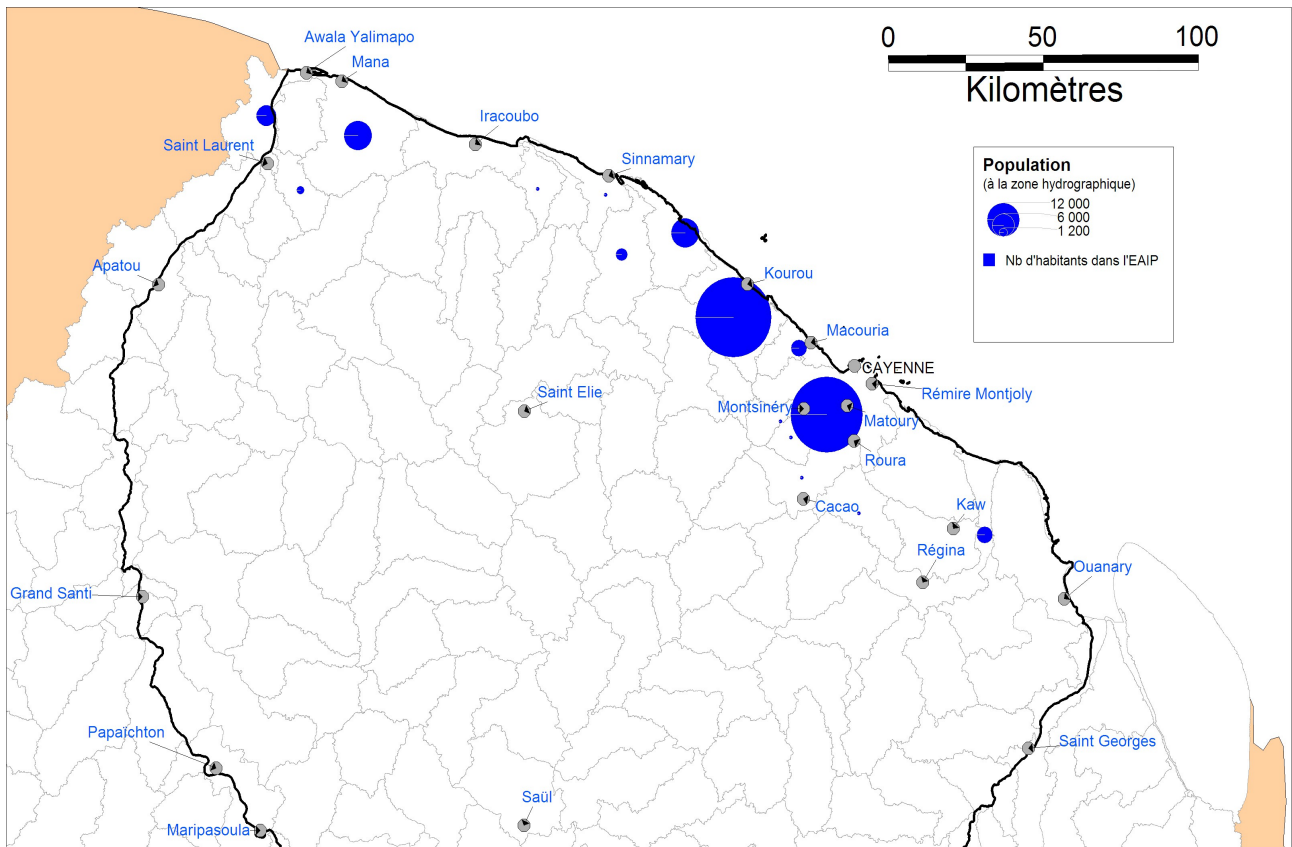 0 50 100
Kilomètres
Awala Yalimapo
Mana
Iracoubo
Saint Laurent
Sinnamary
Population
(à la zone hydrographique)
12 000
6 000
1 200
Nb d'habitants dans l'EAIP
Apatou
Kourou
Macouria
CAYENNE
Saint Elie
Rémire Montjoly
Montsinéry
Matoury
Roura
Cacao
Kaw
Régina
Ouanary
Grand Santi
Papaïchton
Saint Georges
Saül
Maripasoula